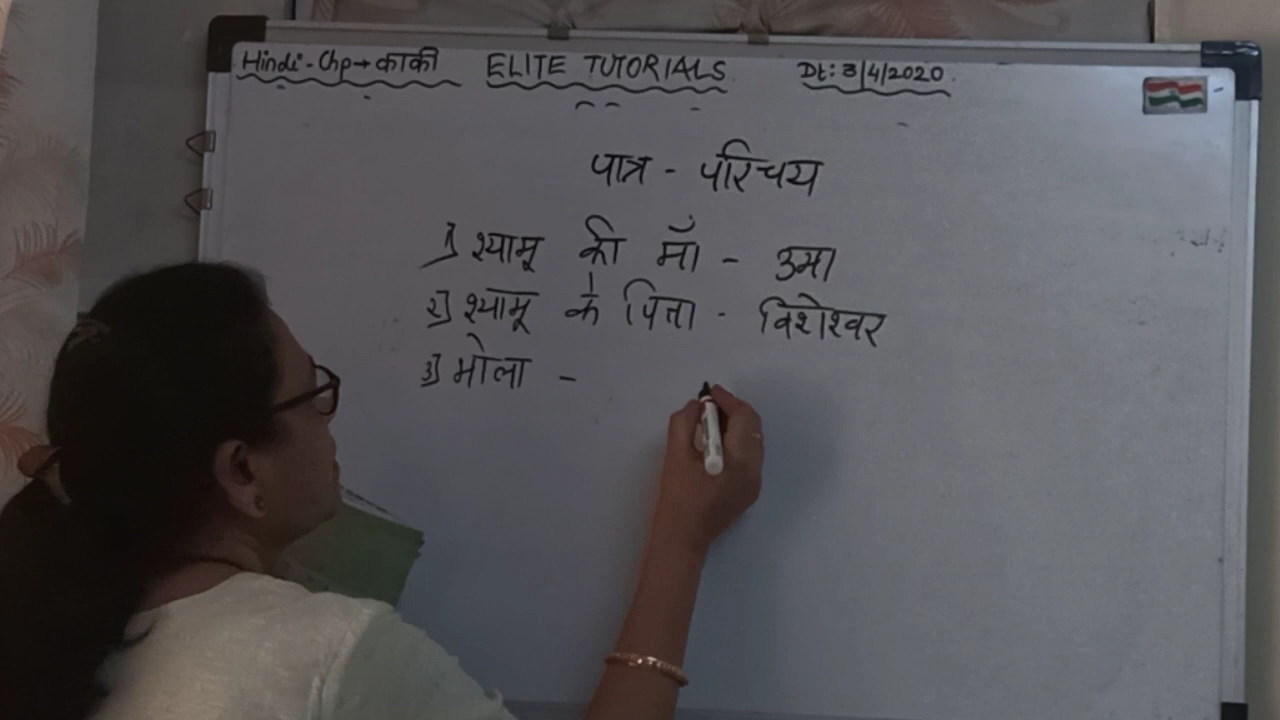 Hindi - Chp → काकी ELITE TUTORIALS Dt: 3/4/2020.
पात्र - परिचय
1] श्यामू की माँ - उमा
2] श्यामू के पिता - विशेश्वर
3] भोला -